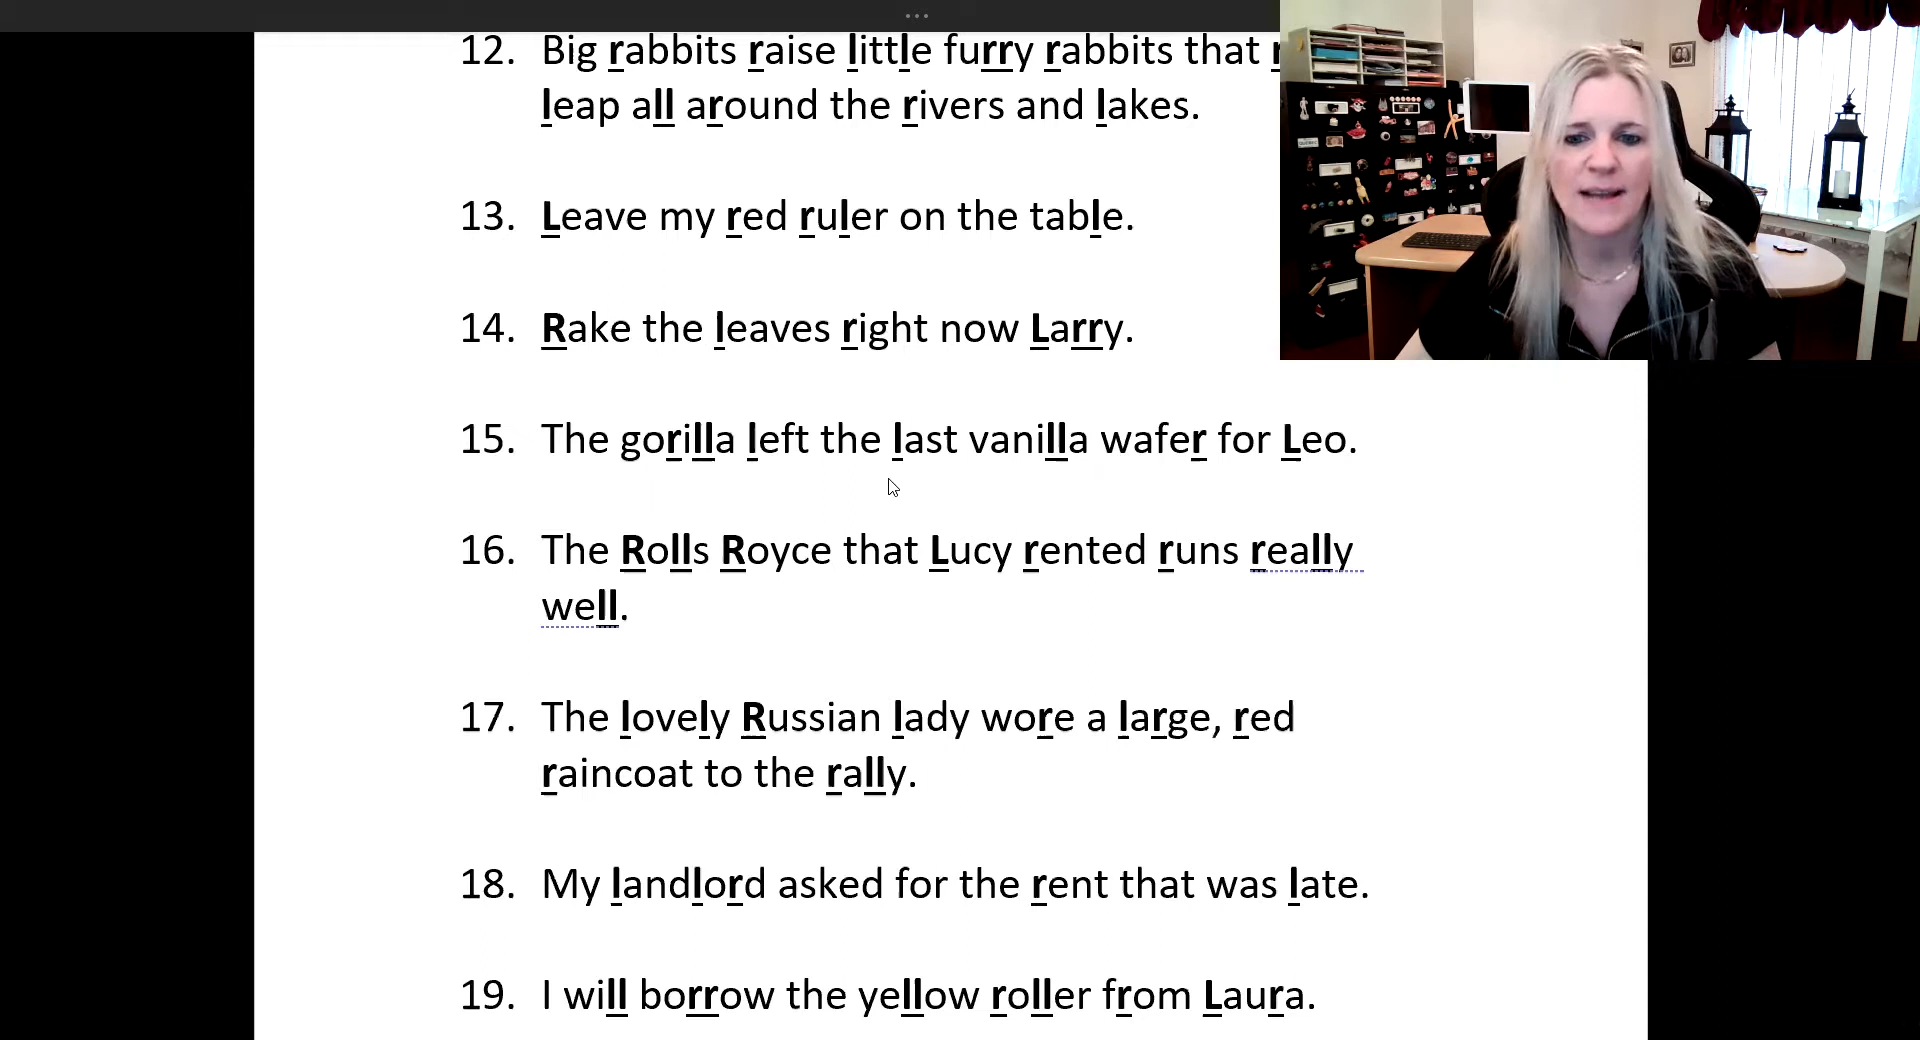 12. Big rabbits raise little furry rabbits that
leap all around the rivers and lakes.
13. Leave my red ruler on the table.
14. Rake the leaves right now Larry.
15. The gorilla left the last vanilla wafer for Leo.
16. The Rolls Royce that Lucy rented runs really
well.
17. The lovely Russian lady wore a large, red
raincoat to the rally.
18. My landlord asked for the rent that was late.
19. I will borrow the yellow roller from Laura.